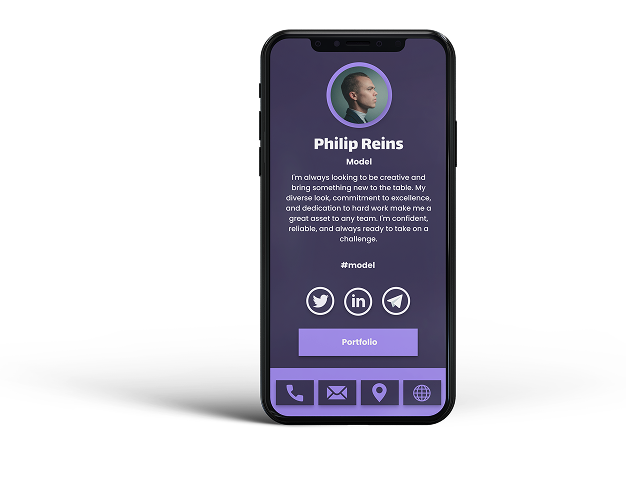 Philip Reins
Model
I'm always looking to be creative and
bring something new to the table. My
diverse look, commitment to excellence,
and dedication to hard work make me a
great asset to any team. I'm confident,
reliable, and always ready to take on a
challenge.
#model
in
Portfolio